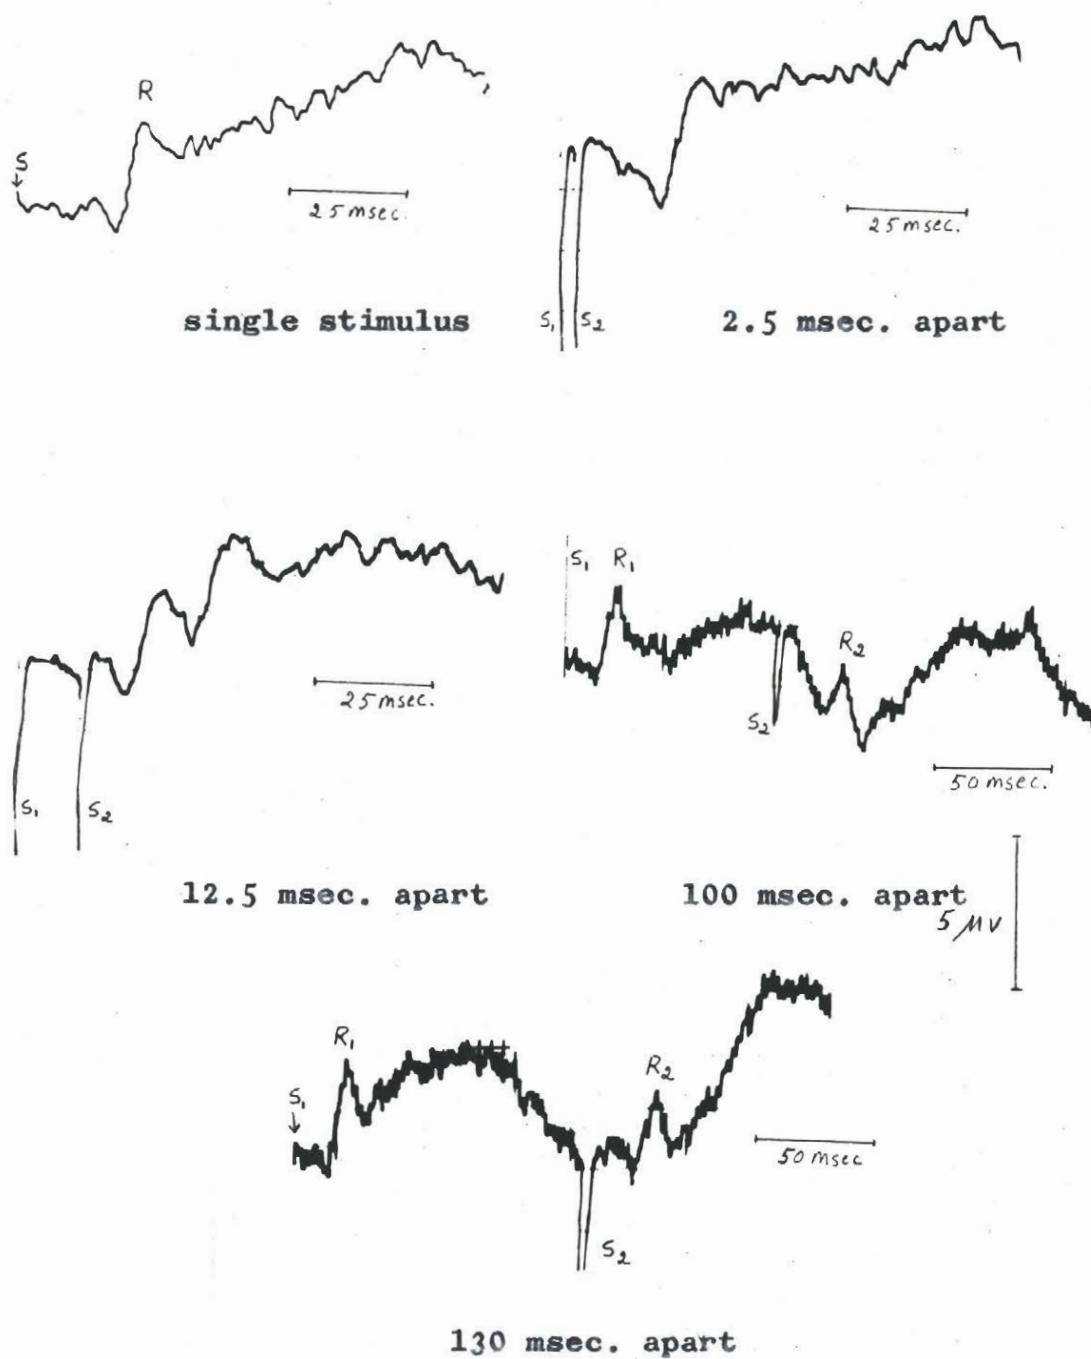 R
S
25 msec.
25 msec.
single stimulus
S₁ S₂
2.5 msec. apart
S₁ R₁
R₂
25 msec.
S₂
50 msec.
S₁ S₂
12.5 msec. apart
100 msec. apart
5 μV
R₁
R₂
S₁
50 msec
S₂
130 msec. apart